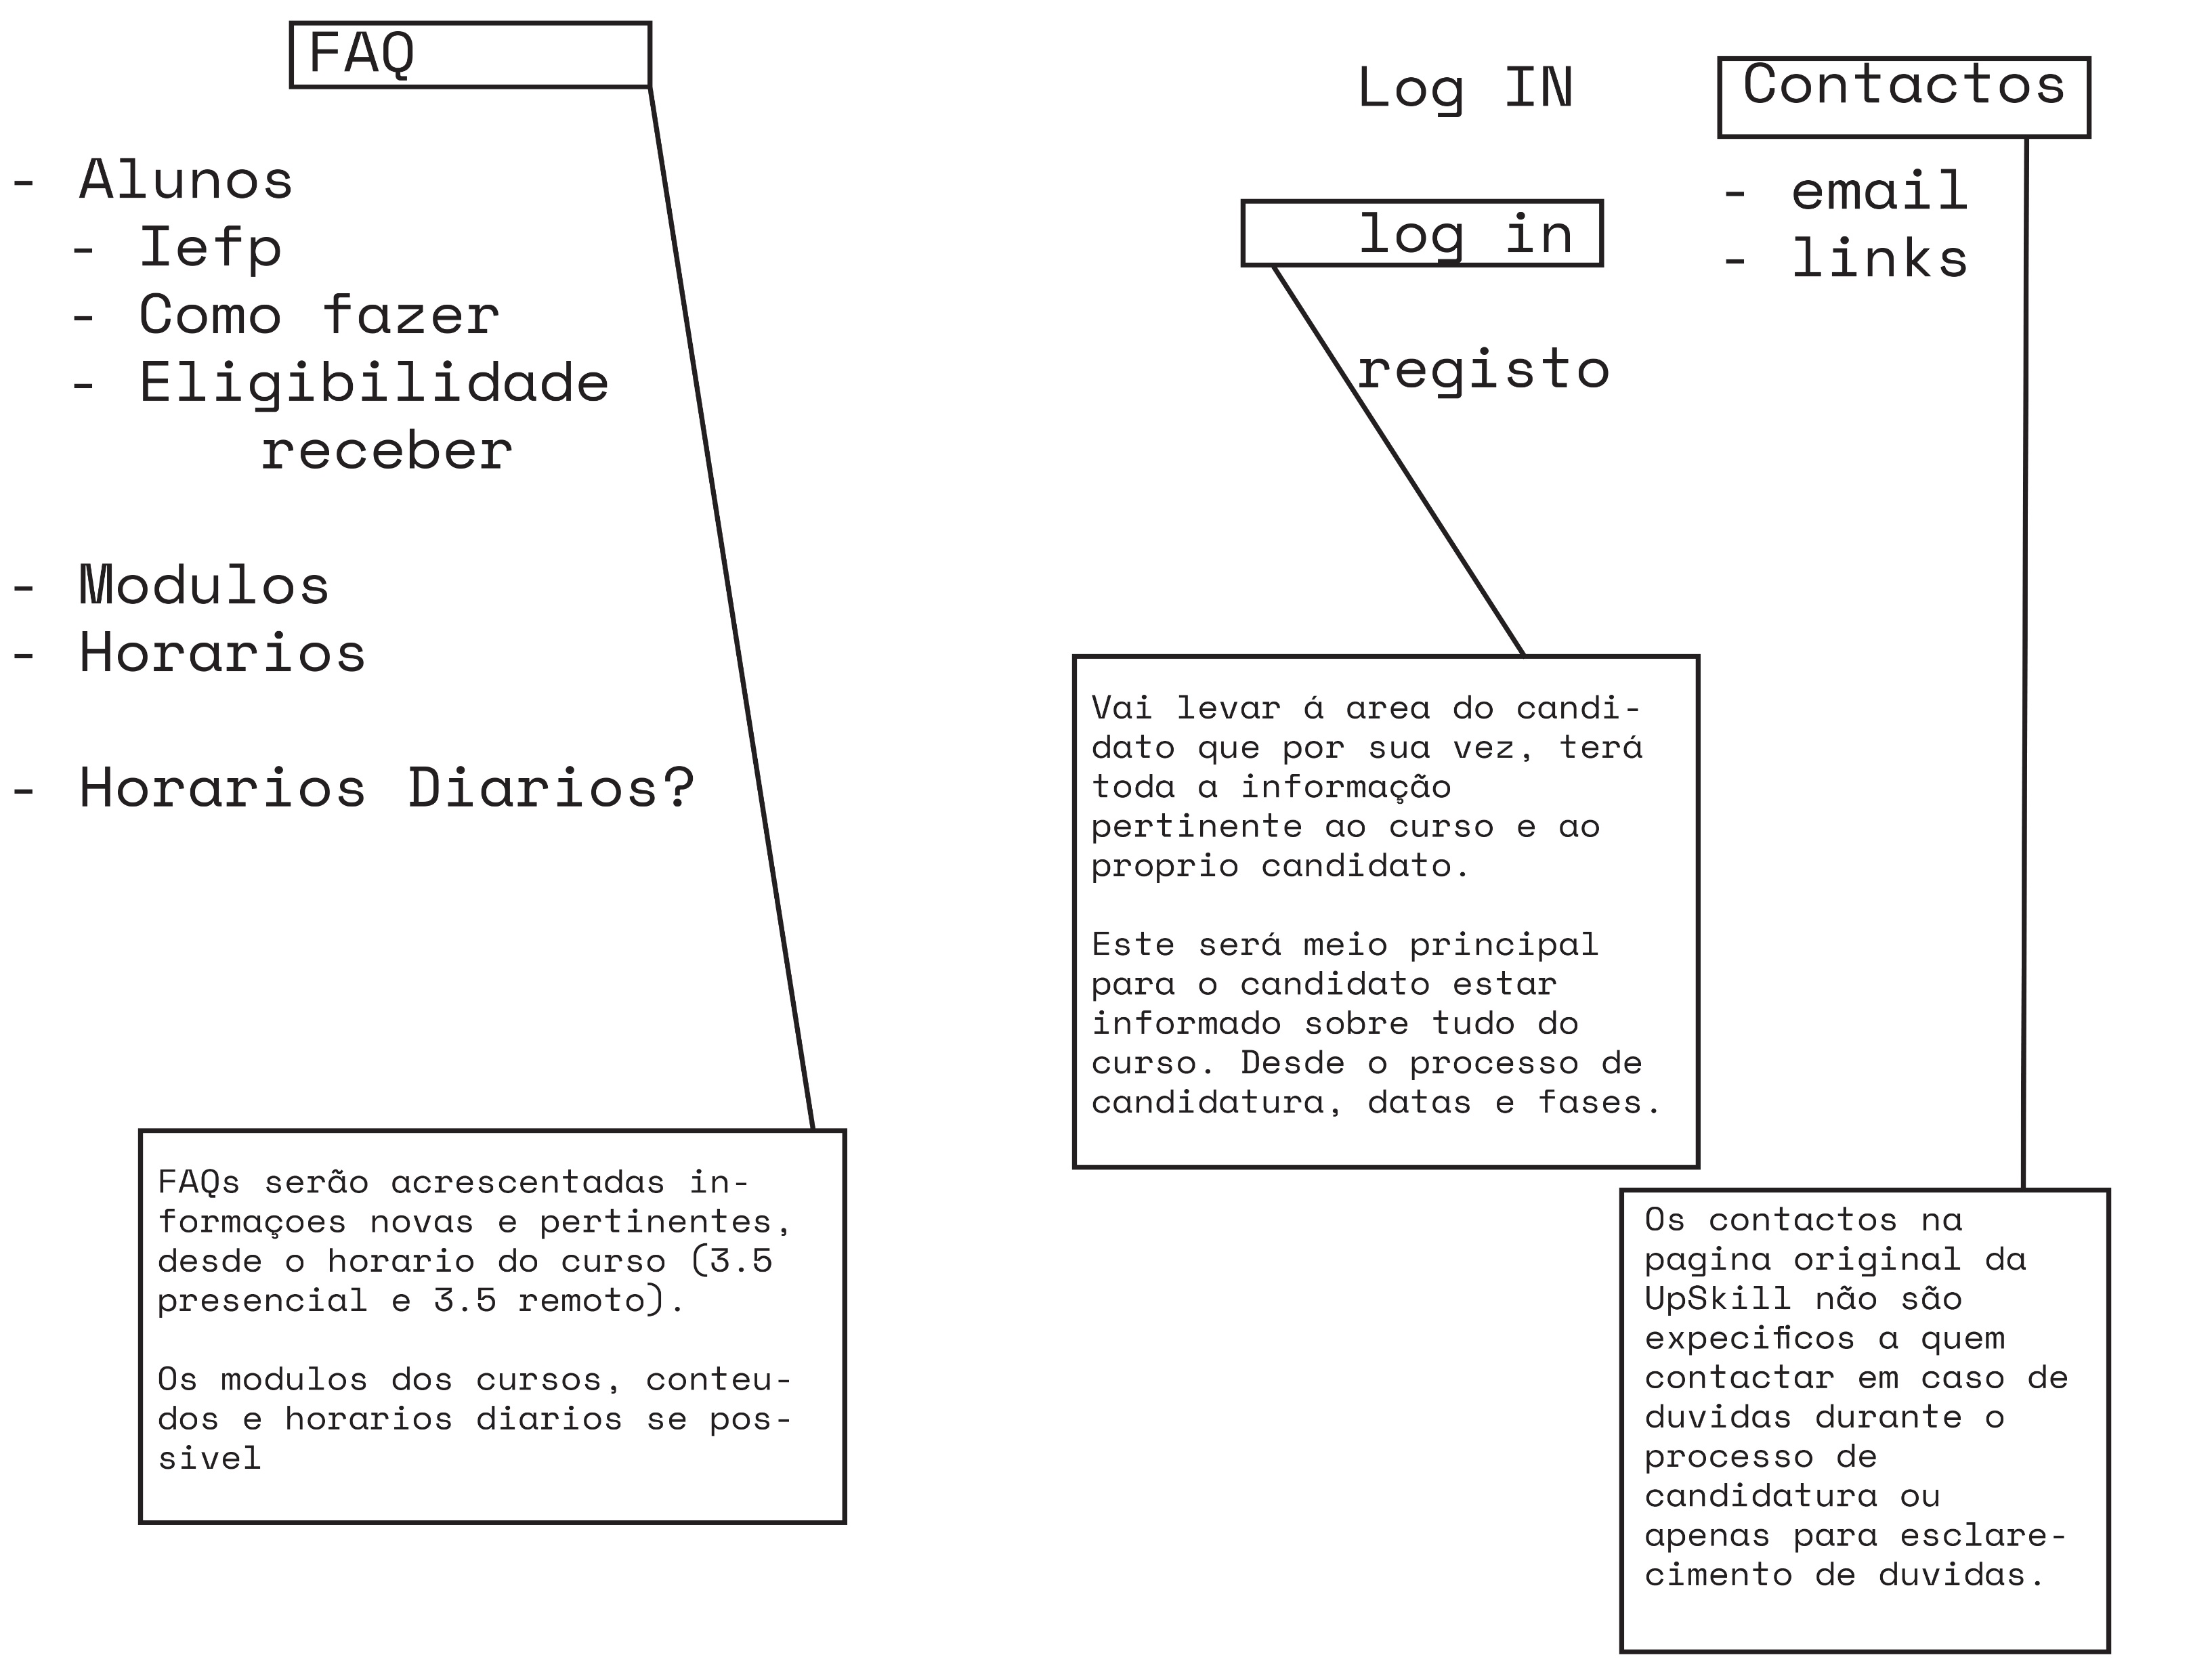 FAQ
- Alunos
- Iefp
- Como fazer
- Eligibilidade
receber
- Modulos
- Horarios
- Horarios Diarios?
FAQs serão acrescentadas in-
formaçoes novas e pertinentes,
desde o horario do curso (3.5
presencial e 3.5 remoto).
Os modulos dos cursos, conteu-
dos e horarios diarios se pos-
sivel
Log IN
log in
registo
Vai levar á area do candi-
dato que por sua vez, terá
toda a informação
pertinente ao curso e ao
proprio candidato.
Este será meio principal
para o candidato estar
informado sobre tudo do
curso. Desde o processo de
candidatura, datas e fases.
Contactos
- email
- links
Os contactos na
pagina original da
UpSkill não são
expecificos a quem
contactar em caso de
duvidas durante o
processo de
candidatura ou
apenas para esclare-
cimento de duvidas.